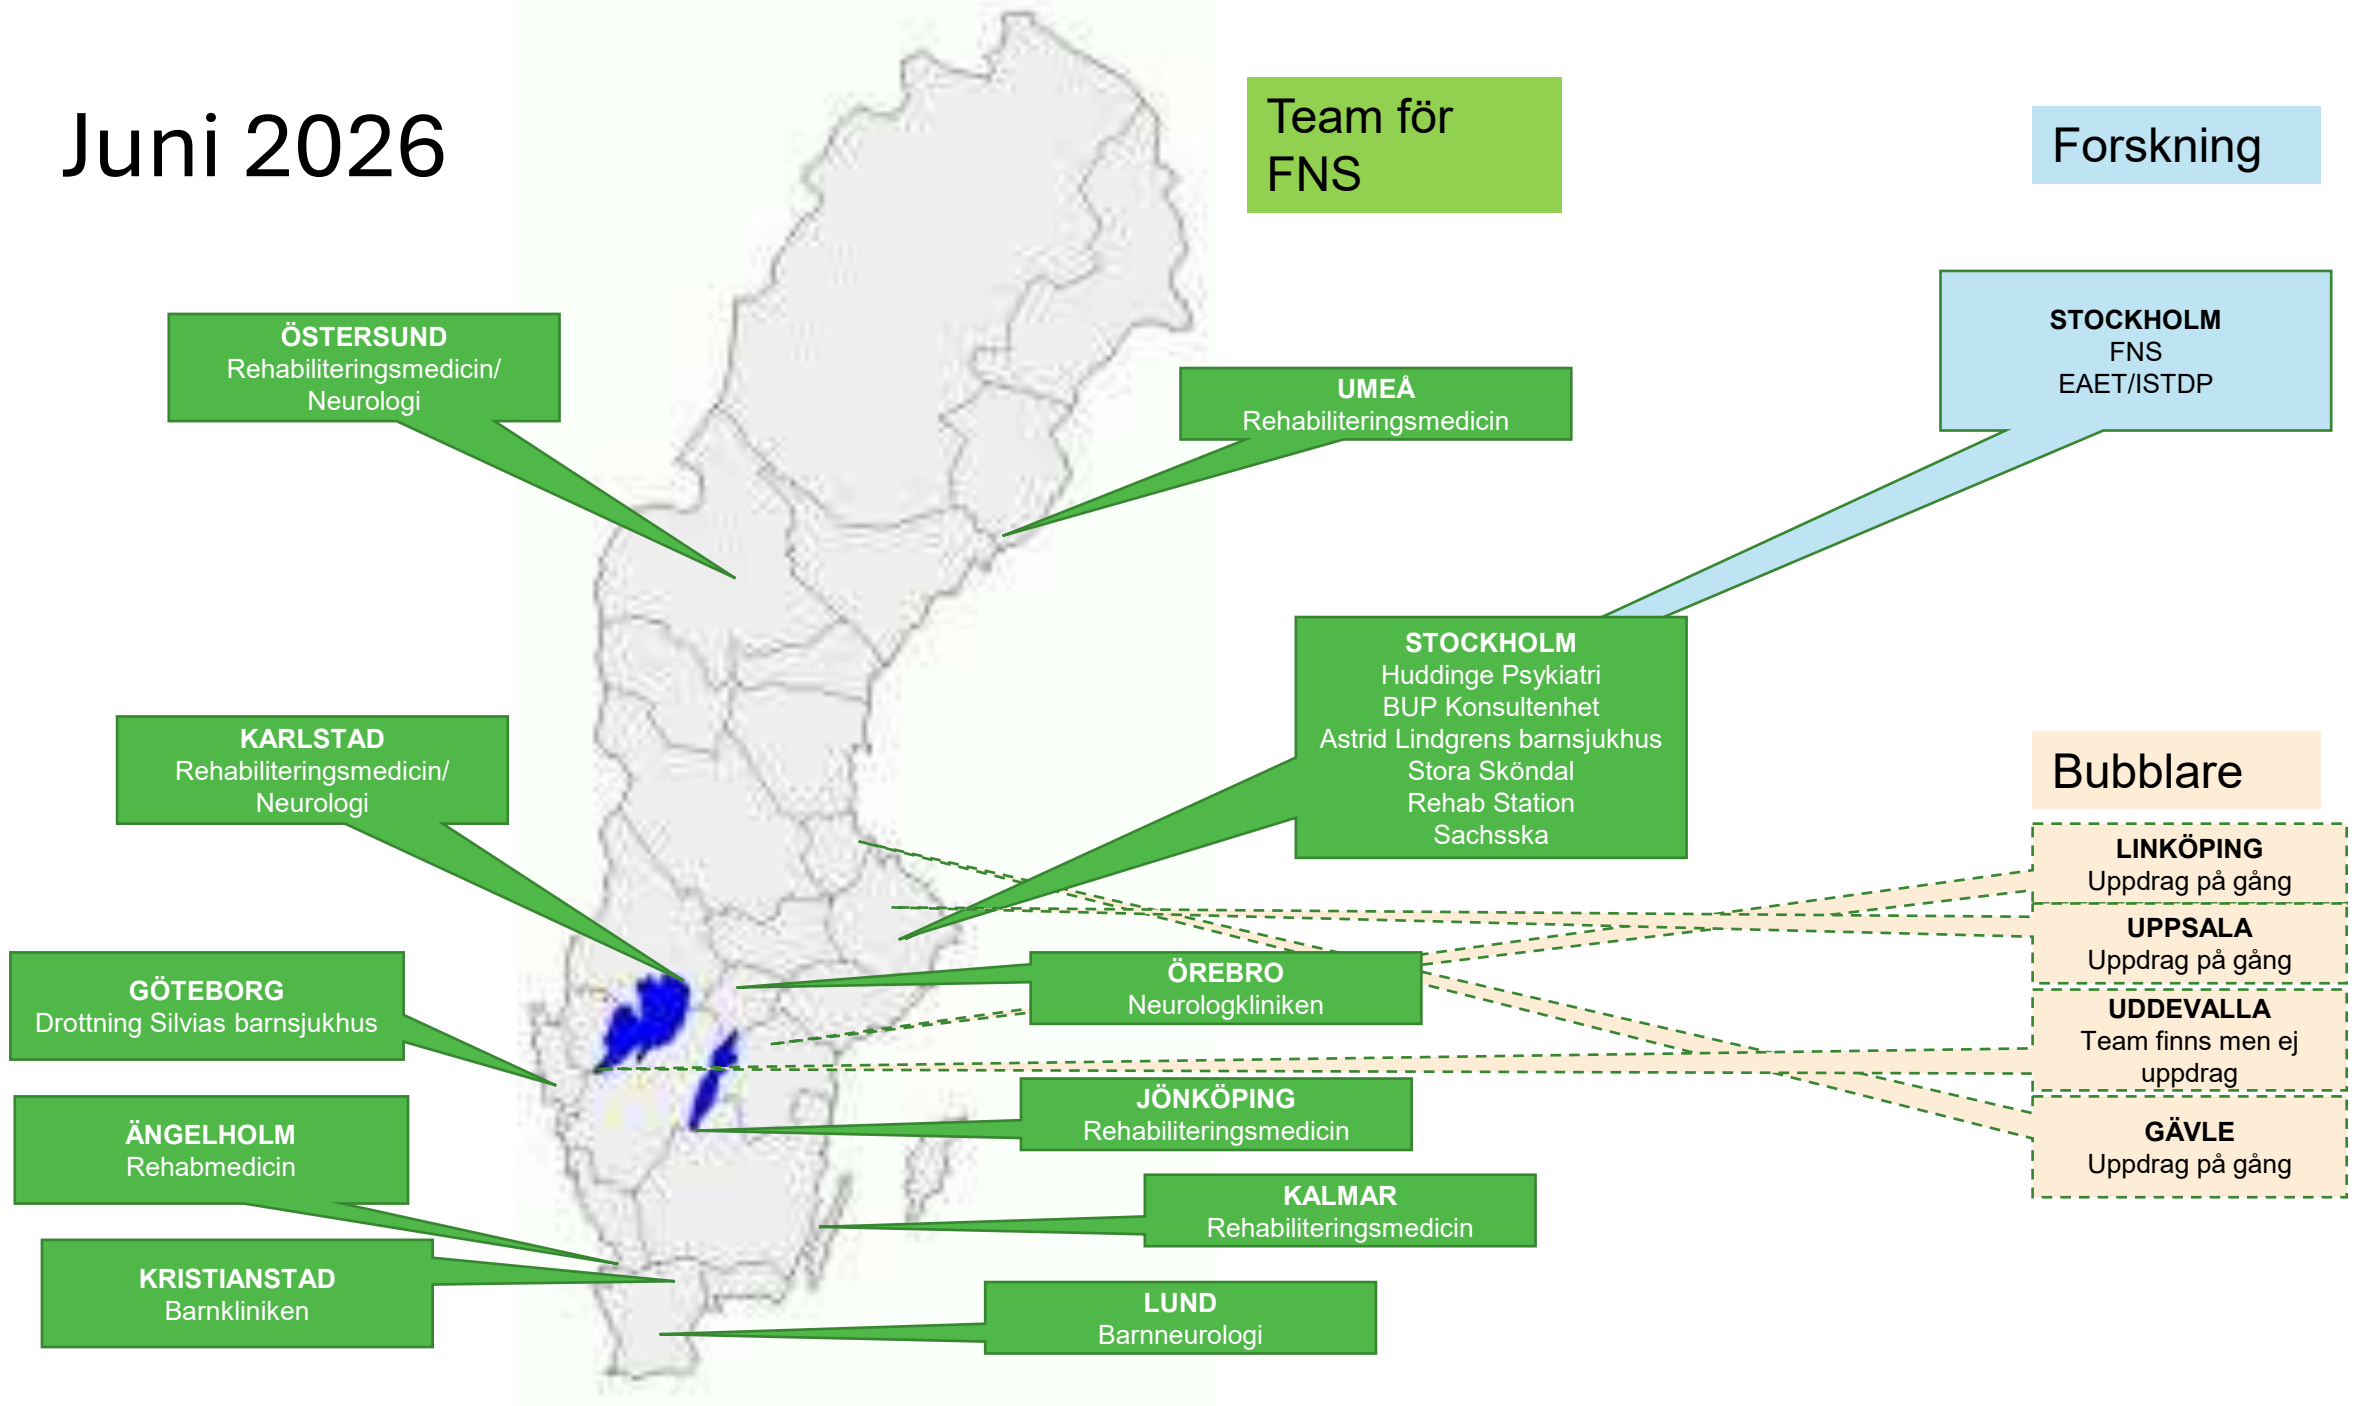 Juni 2026
Team för
FNS
Forskning
STOCKHOLM
FNS
EAET/ISTDP
ÖSTERSUND
Rehabiliteringsmedicin/
Neurologi
UMEÅ
Rehabiliteringsmedicin
STOCKHOLM
Huddinge Psykiatri
BUP Konsultenhet
Astrid Lindgrens barnsjukhus
Stora Sköndal
Rehab Station
Sachsska
KARLSTAD
Rehabiliteringsmedicin/
Neurologi
Bubblare
LINKÖPING
Uppdrag på gång
UPPSALA
Uppdrag på gång
UDDEVALLA
Team finns men ej
uppdrag
GÄVLE
Uppdrag på gång
GÖTEBORG
Drottning Silvias barnsjukhus
ÖREBRO
Neurologkliniken
JÖNKÖPING
Rehabiliteringsmedicin
ÄNGELHOLM
Rehabmedicin
KALMAR
Rehabiliteringsmedicin
KRISTIANSTAD
Barnkliniken
LUND
Barnneurologi